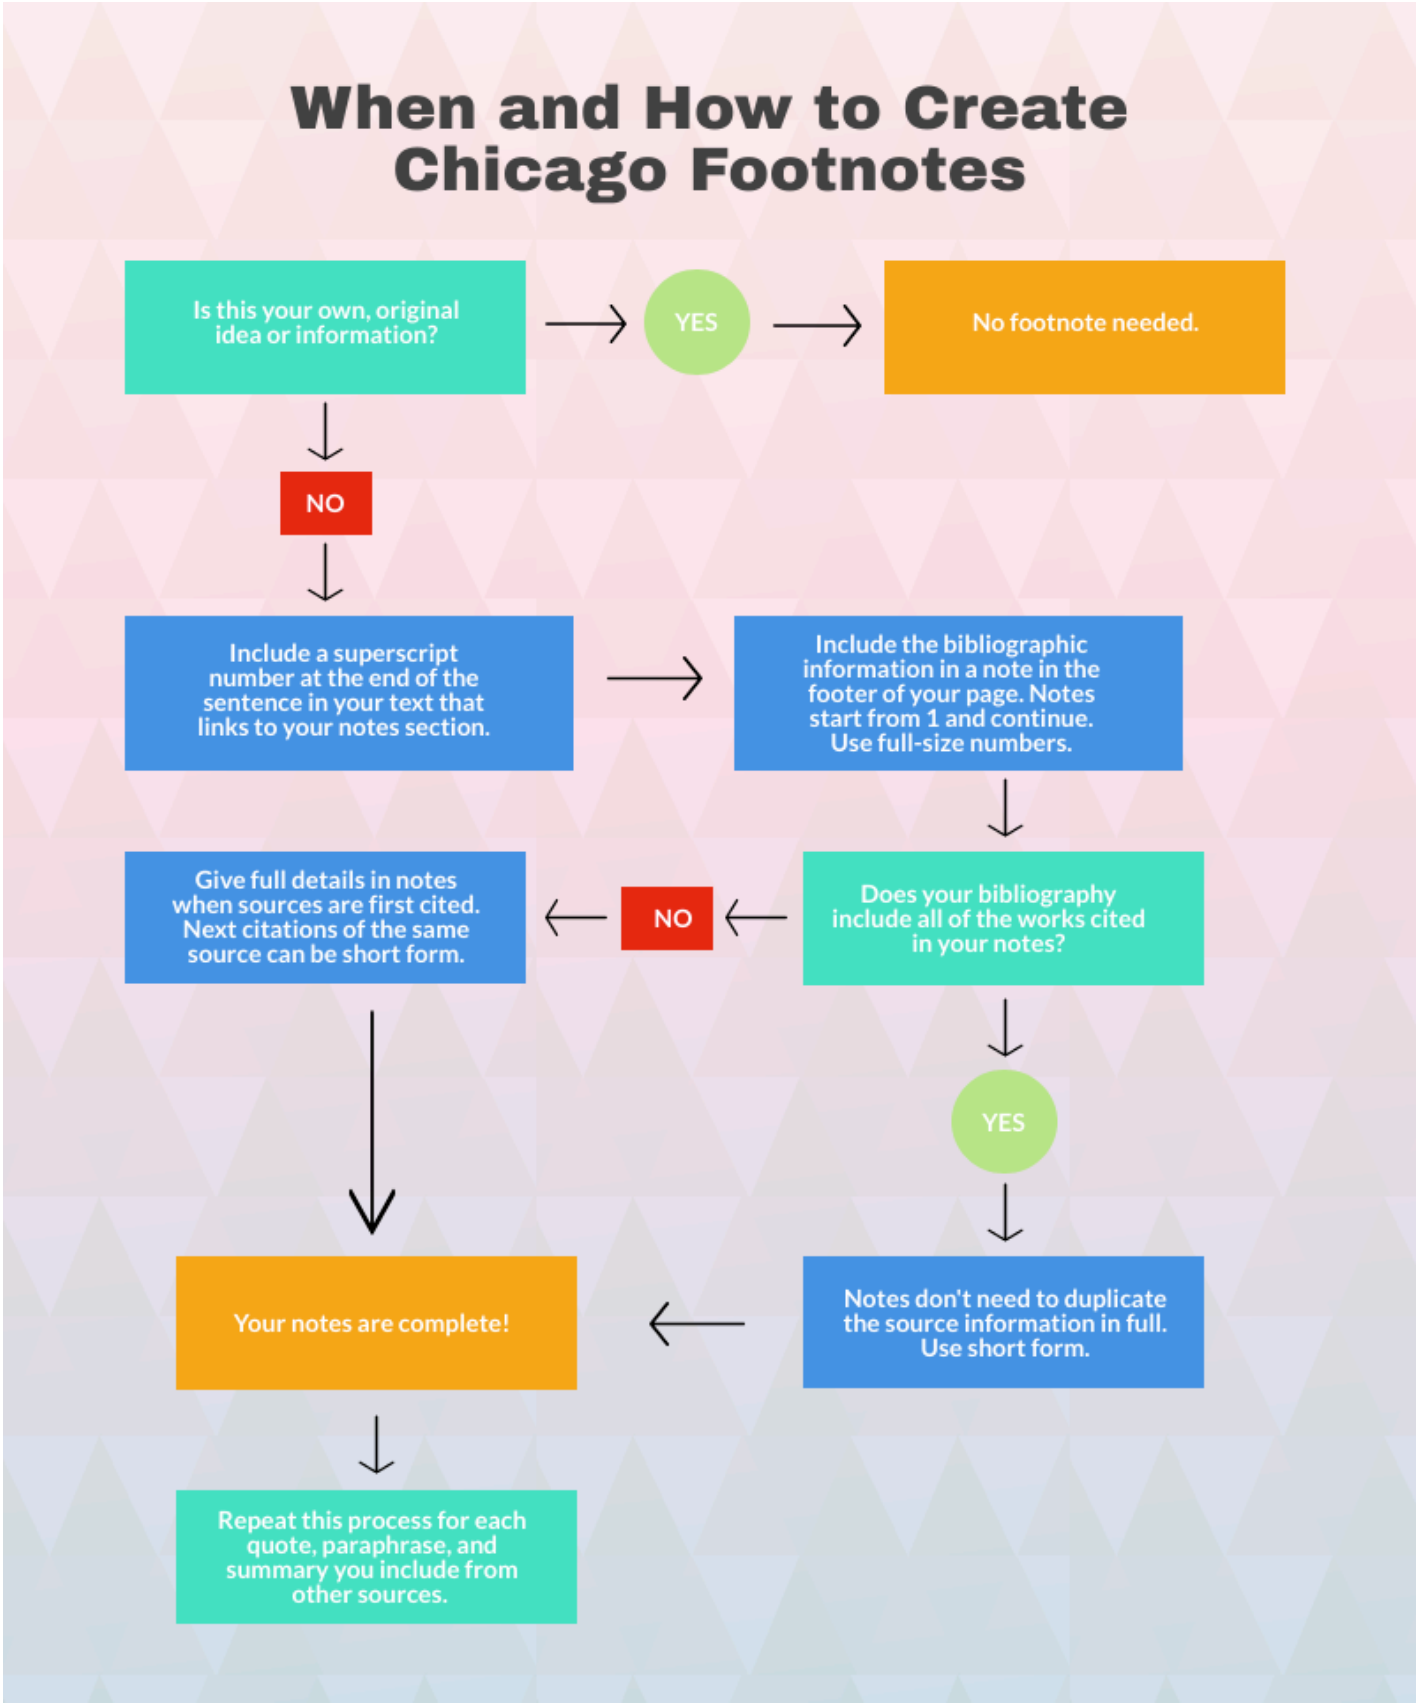 When and How to Create
Chicago Footnotes
Is this your own, original
idea or information?
YES
No footnote needed.
NO
Include a superscript
number at the end of the
sentence in your text that
links to your notes section.
Include the bibliographic
information in a note in the
footer of your page. Notes
start from 1 and continue.
Use full-size numbers.
Does your bibliography
include all of the works cited
in your notes?
NO
Give full details in notes
when sources are first cited.
Next citations of the same
source can be short form.
YES
Notes don't need to duplicate
the source information in full.
Use short form.
Your notes are complete!
Repeat this process for each
quote, paraphrase, and
summary you include from
other sources.